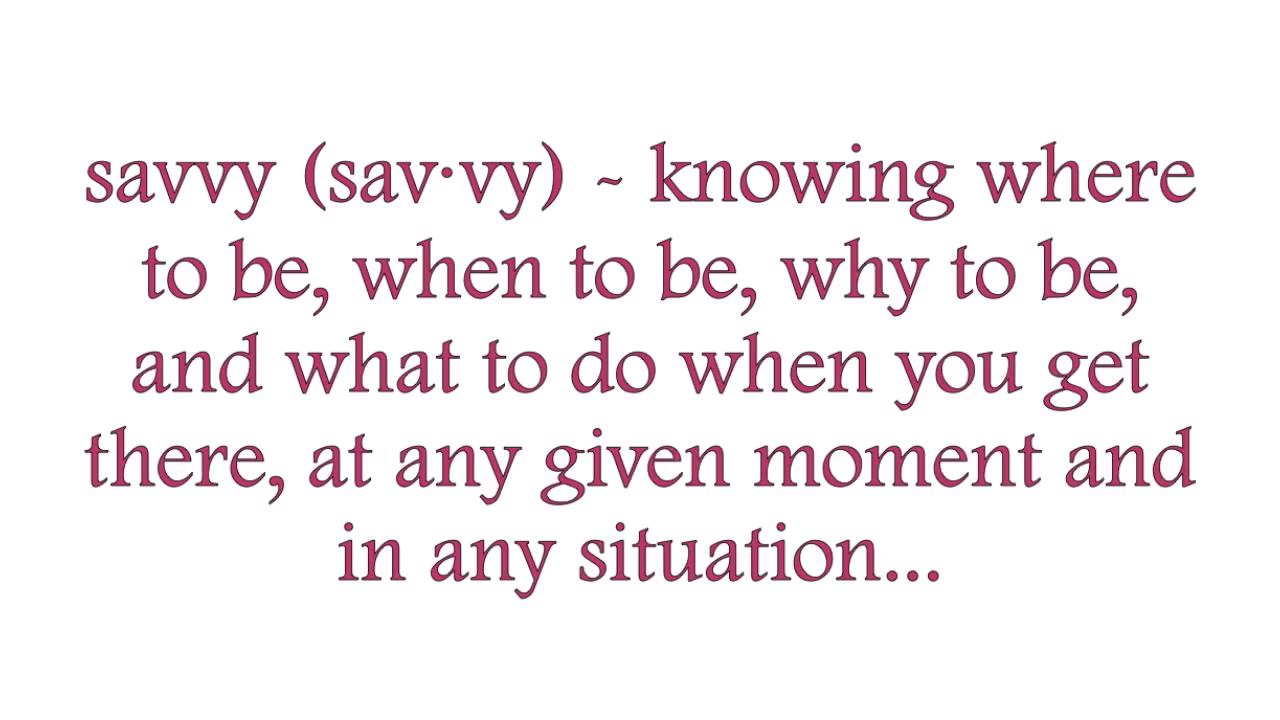 savvy (sav·vy) ~ knowing where
to be, when to be, why to be,
and what to do when you get
there, at any given moment and
in any situation...